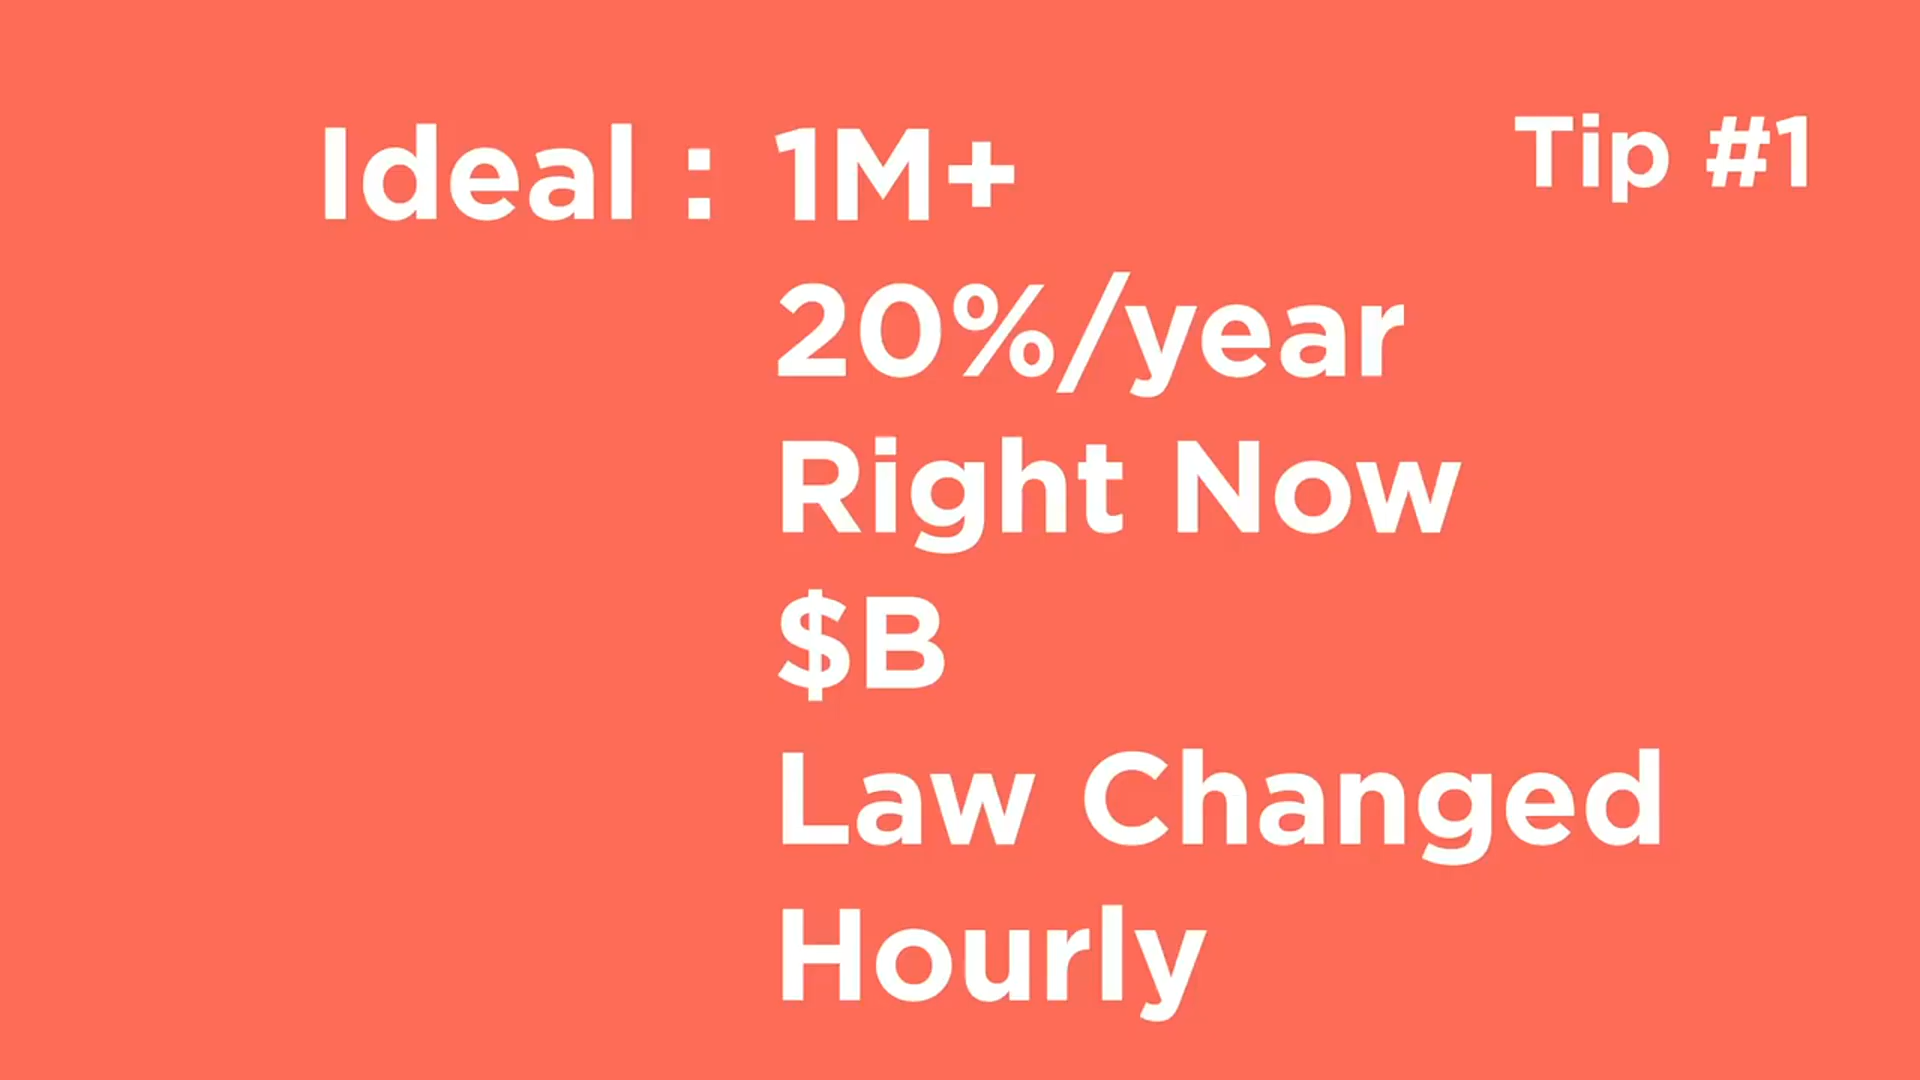 Ideal : 1M+
Tip #1
20%/year
Right Now
$B
Law Changed
Hourly